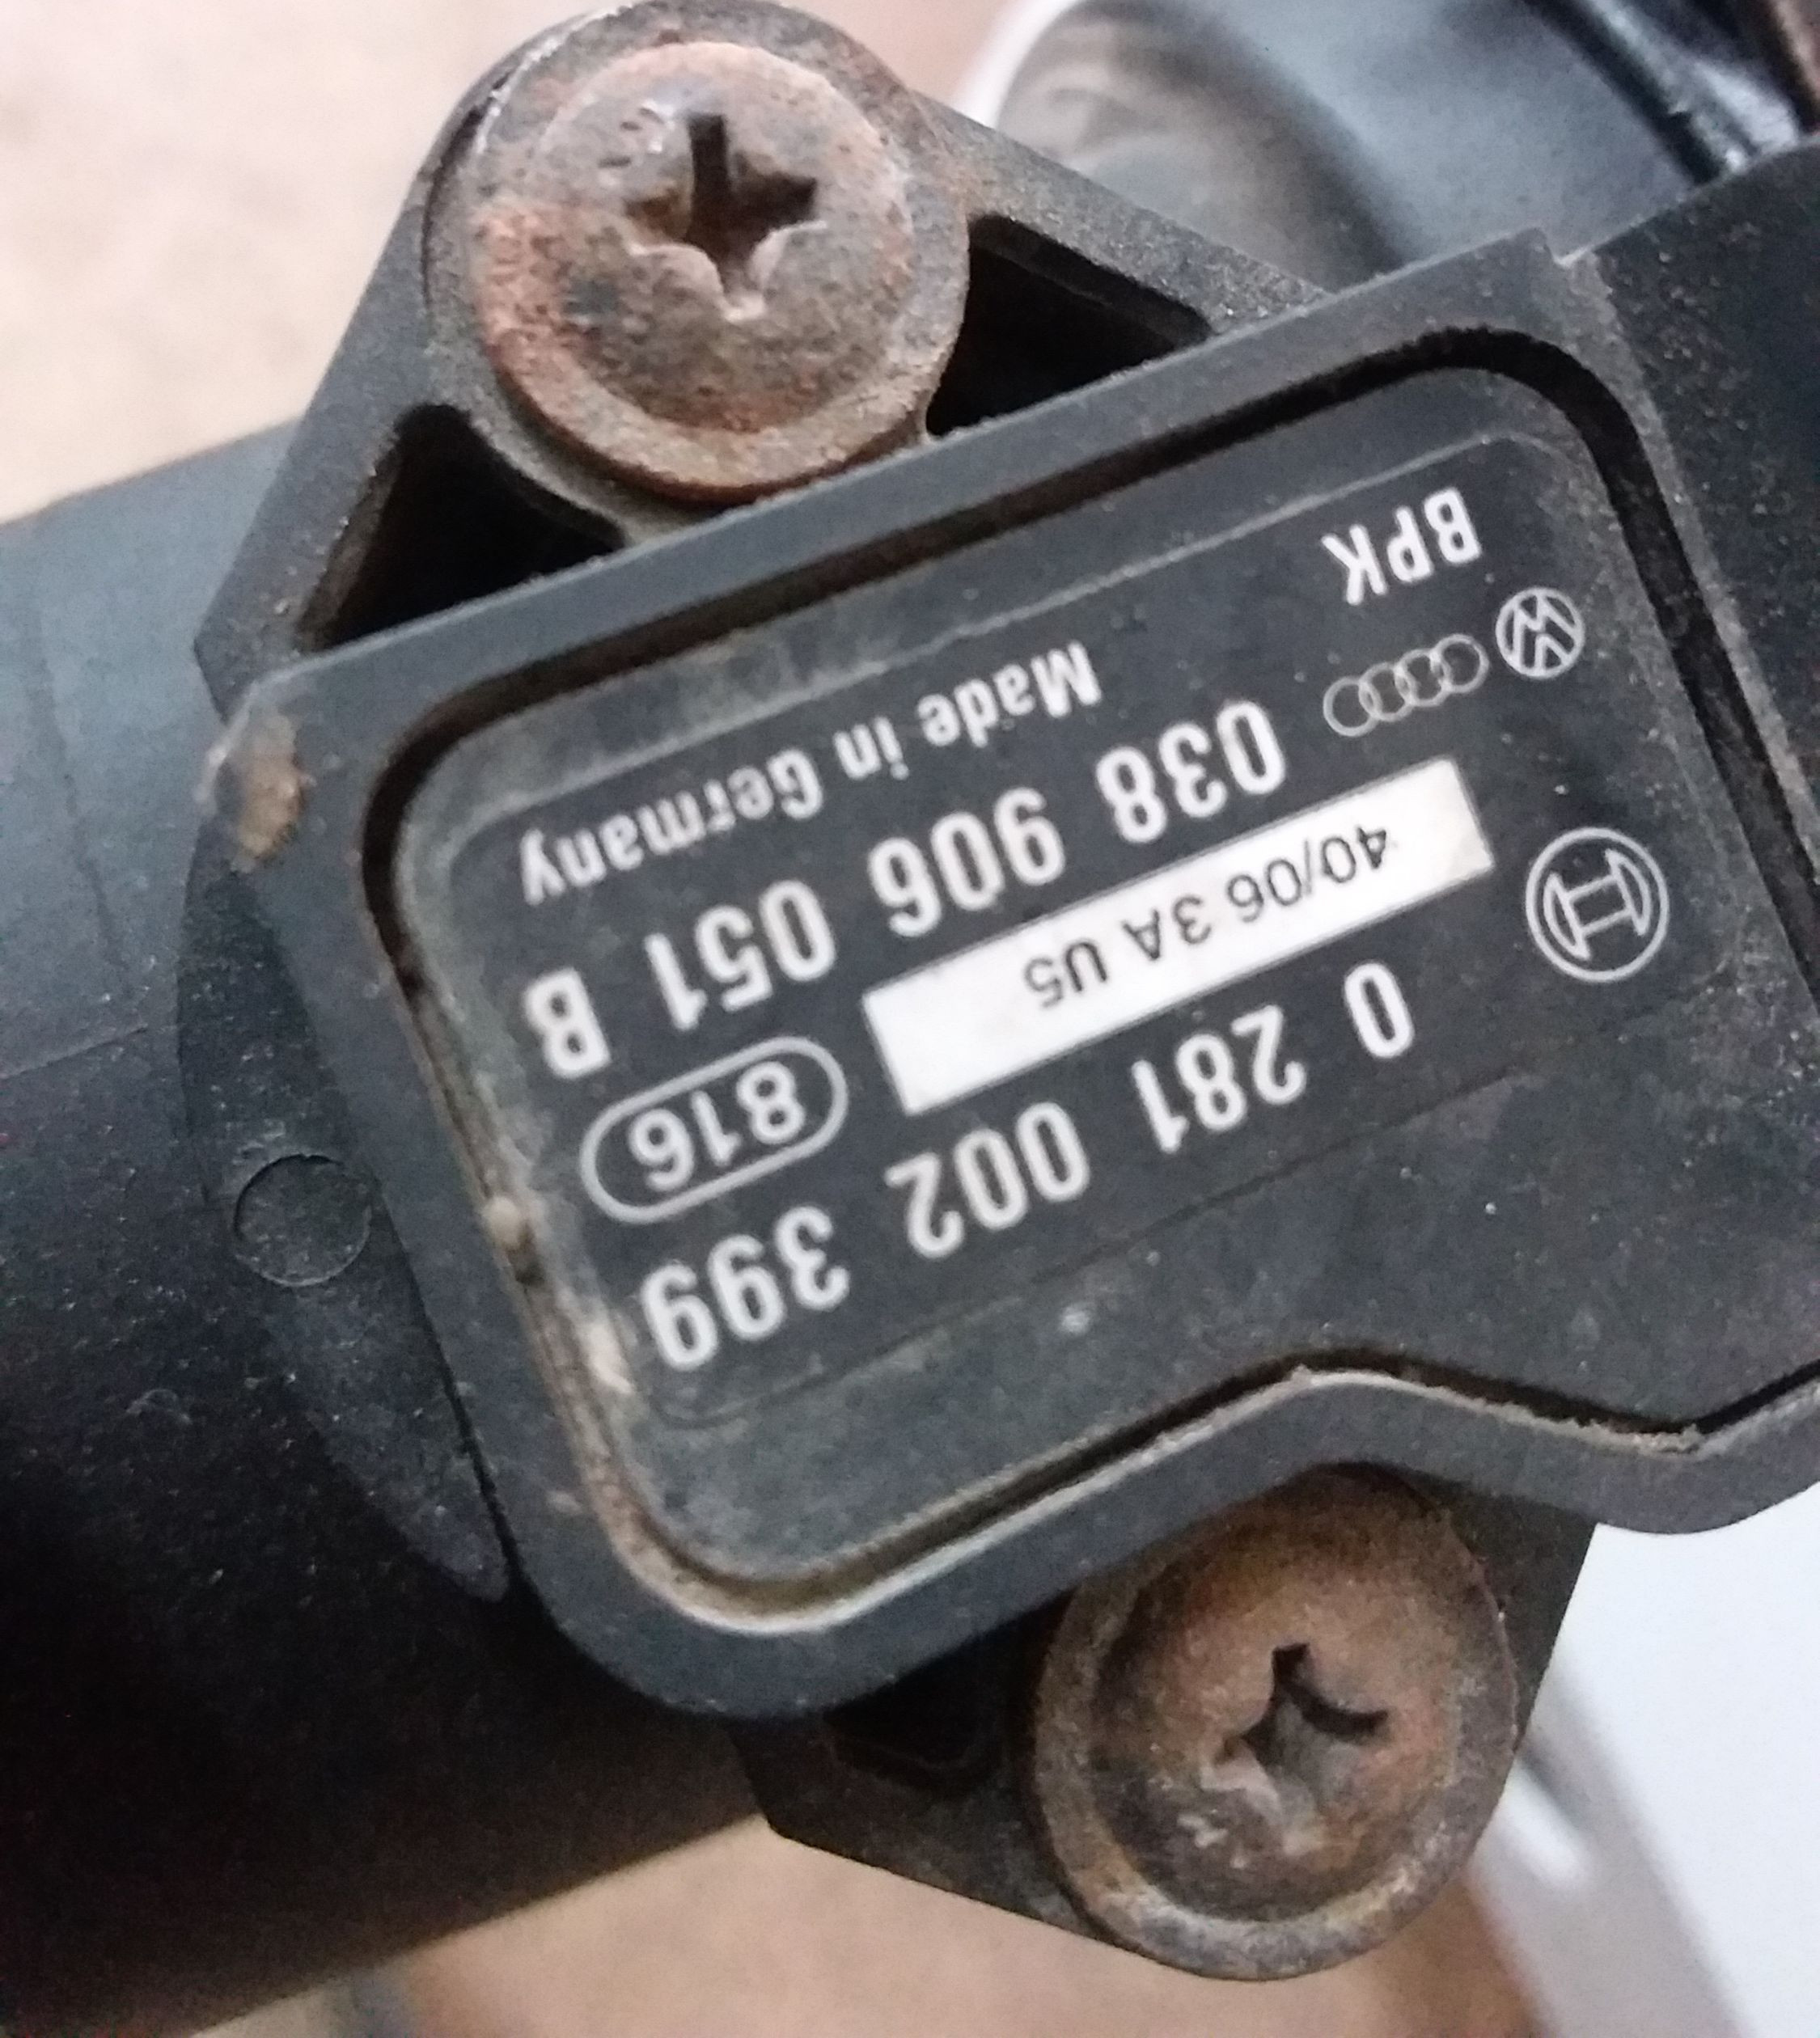 0 281 002 399
40/06 3A U5 816
038 906 051 B
BPK Made in Germany